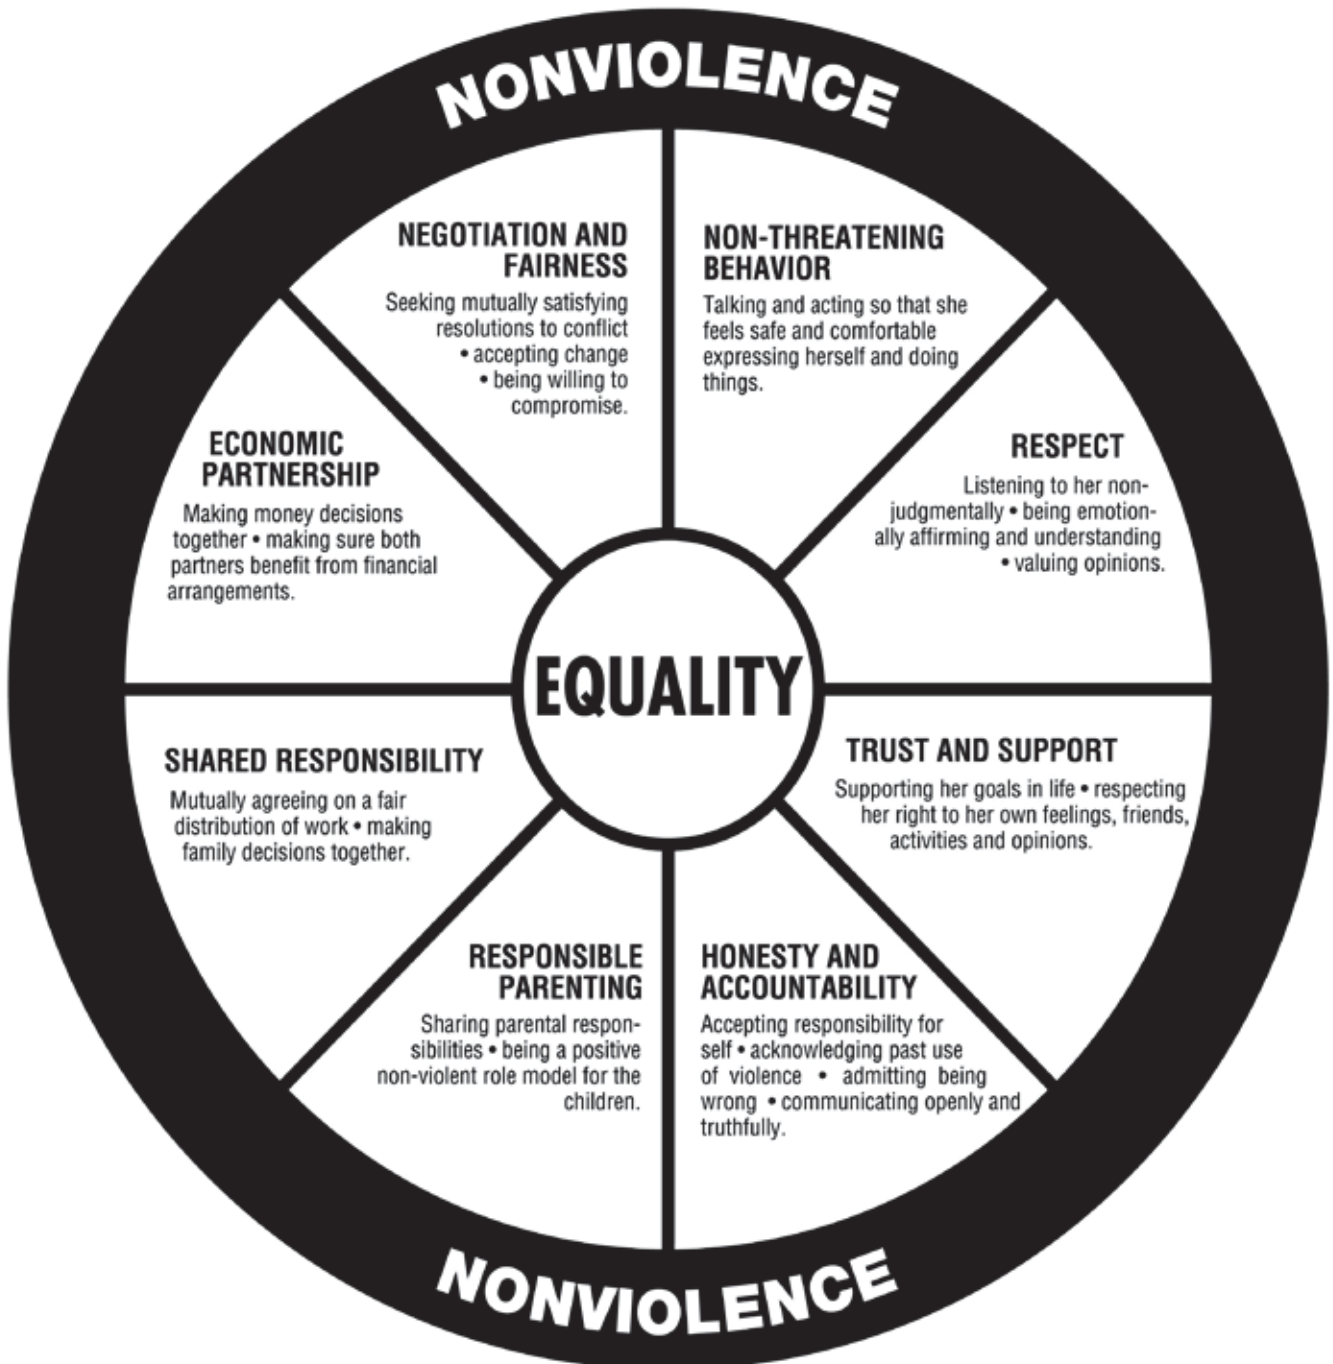 NONVIOLENCE
NEGOTIATION AND
FAIRNESS
Seeking mutually satisfying
resolutions to conflict
• accepting change
• being willing to
compromise.
NON-THREATENING
BEHAVIOR
Talking and acting so that she
feels safe and comfortable
expressing herself and doing
things.
ECONOMIC
PARTNERSHIP
Making money decisions
together • making sure both
partners benefit from financial
arrangements.
RESPECT
Listening to her non-
judgmentally • being emotion-
ally affirming and understanding
• valuing opinions.
EQUALITY
SHARED RESPONSIBILITY
Mutually agreeing on a fair
distribution of work • making
family decisions together.
TRUST AND SUPPORT
Supporting her goals in life • respecting
her right to her own feelings, friends,
activities and opinions.
RESPONSIBLE
PARENTING
Sharing parental respon-
sibilities • being a positive
non-violent role model for the
children.
HONESTY AND
ACCOUNTABILITY
Accepting responsibility for
self • acknowledging past use
of violence • admitting being
wrong • communicating openly and
truthfully.
NONVIOLENCE